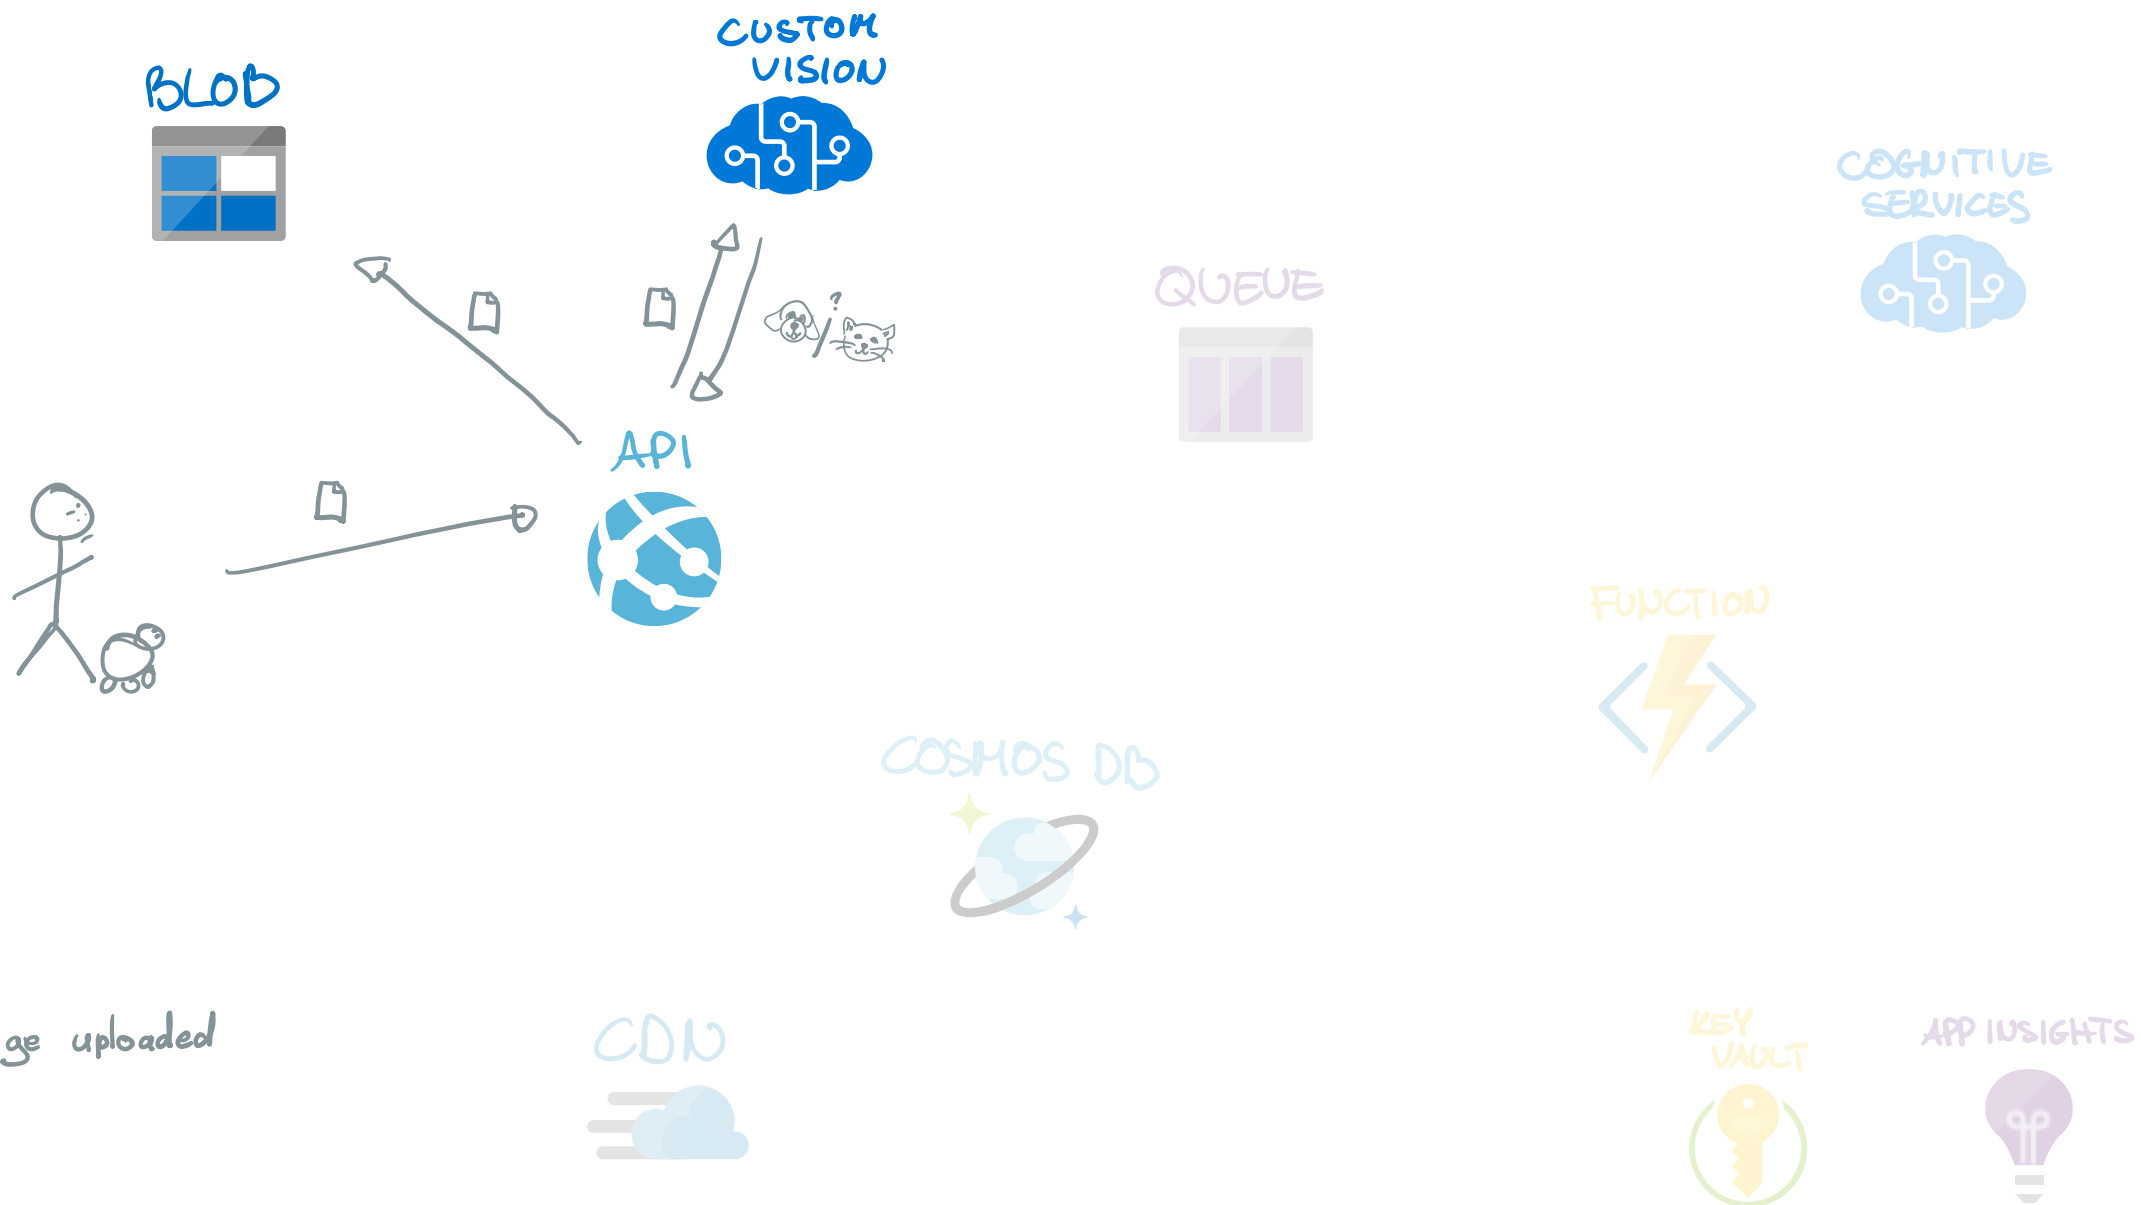 CUSTOM
VISION
BLOB
COGNITIVE
SERVICES
QUEUE
?
API
FUNCTION
COSMOS DB
ge uploaded
CDN
KEY
VAULT
APP INSIGHTS